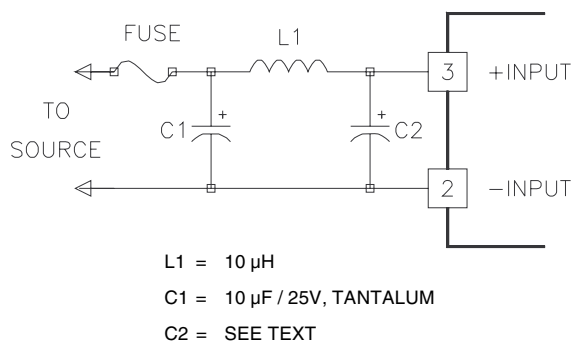 FUSE
L1
3
+INPUT
TO
SOURCE
C1
+
+
C2
2
−INPUT
L1 = 10 µH
C1 = 10 µF / 25V, TANTALUM
C2 = SEE TEXT